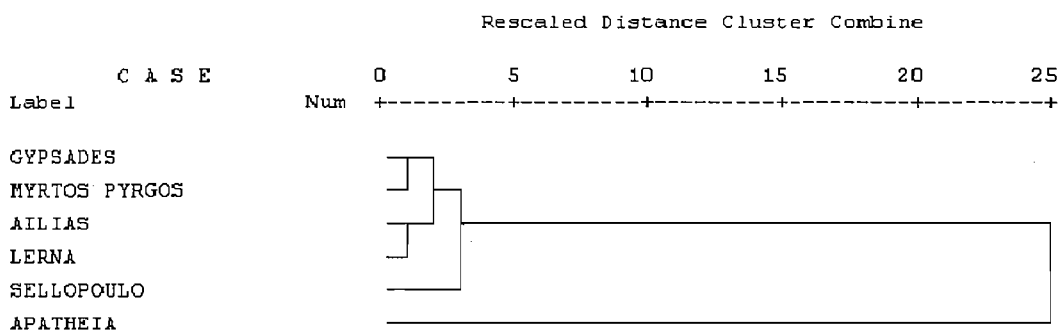 Rescaled Distance Cluster Combine
C A S E 0 5 10 15 20 25
Label Num +---------+---------+---------+---------+---------+
GYPSADES
MYRTOS PYRGOS
AILIAS
LERNA
SELLOPOULO
APATHEIA